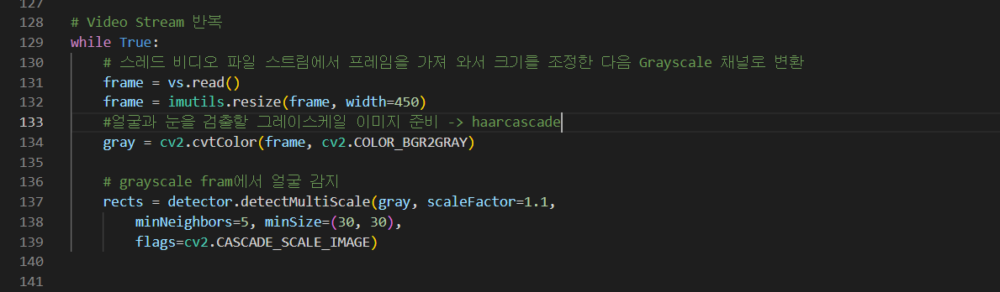 127
128 # Video Stream 반복
129 while True:
130 # 스레드 비디오 파일 스트림에서 프레임을 가져 와서 크기를 조정한 다음 Grayscale 채널로 변환
131 frame = vs.read()
132 frame = imutils.resize(frame, width=450)
133 #얼굴과 눈을 검출할 그레이스케일 이미지 준비 -> haarcascade
134 gray = cv2.cvtColor(frame, cv2.COLOR_BGR2GRAY)
135
136 # grayscale fram에서 얼굴 감지
137 rects = detector.detectMultiScale(gray, scaleFactor=1.1,
138 minNeighbors=5, minSize=(30, 30),
139 flags=cv2.CASCADE_SCALE_IMAGE)
140
141